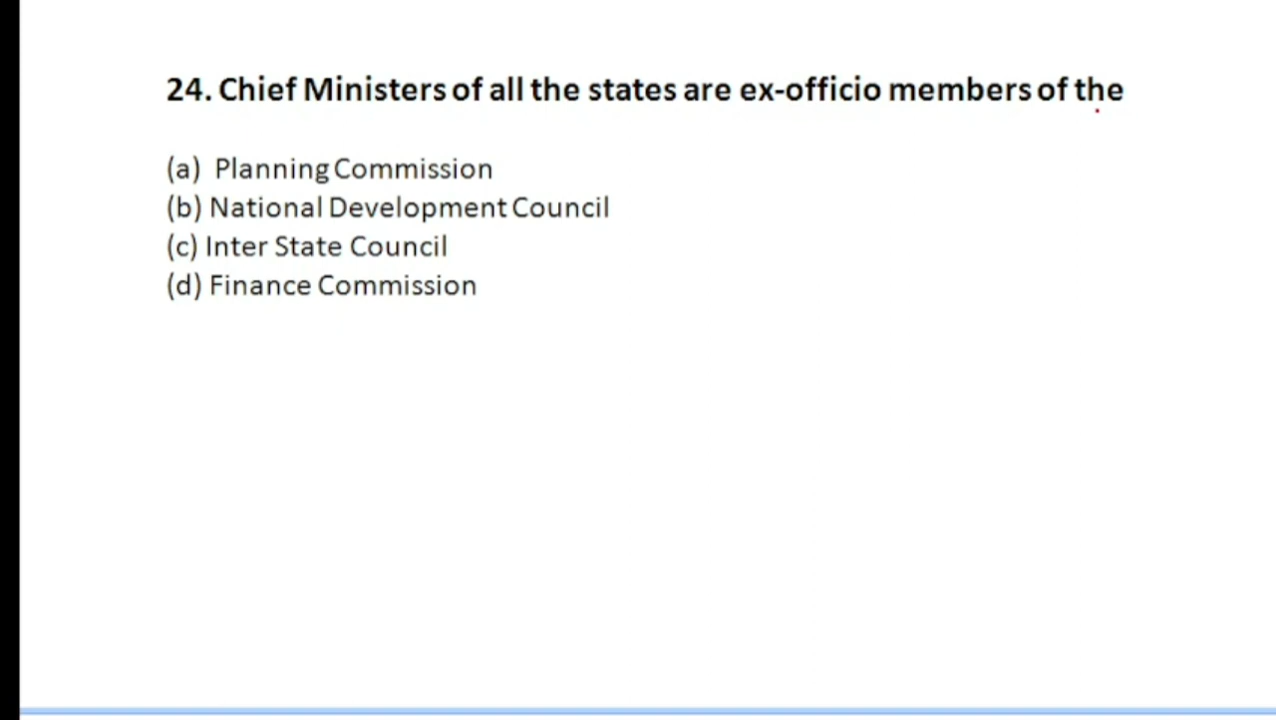 24. Chief Ministers of all the states are ex-officio members of the
(a) Planning Commission
(b) National Development Council
(c) Inter State Council
(d) Finance Commission